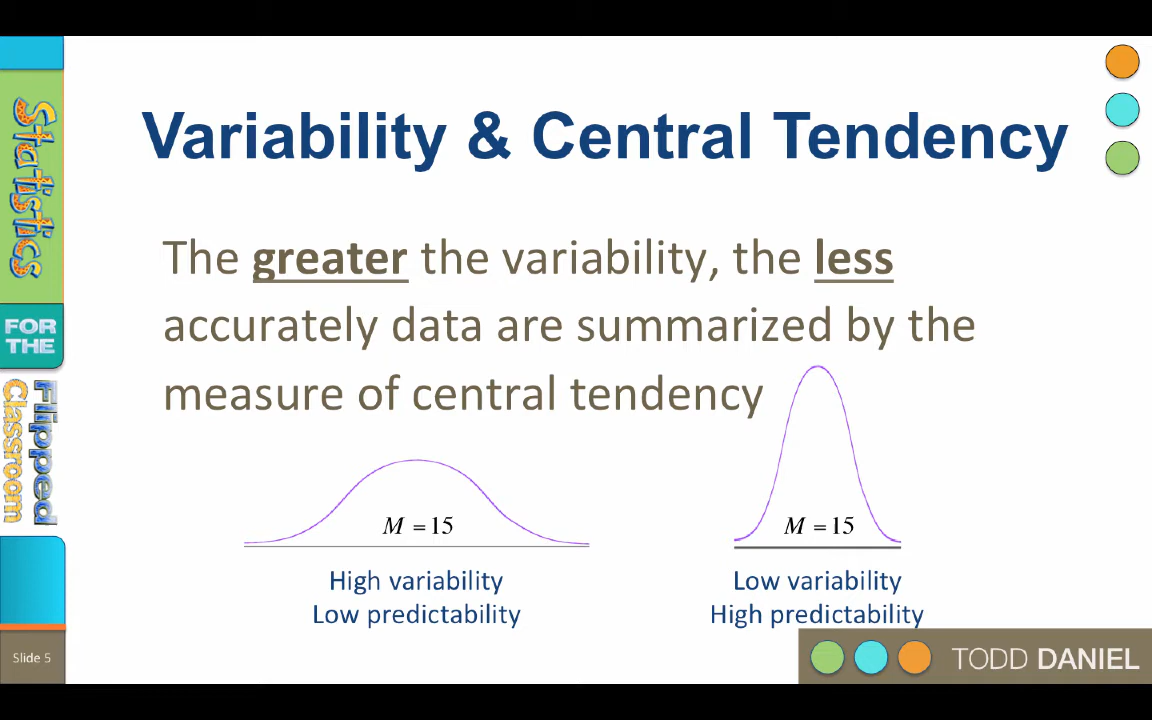 Variability & Central Tendency
The greater the variability, the less
accurately data are summarized by the
measure of central tendency
M = 15
High variability
Low predictability
M = 15
Low variability
High predictability
Statistics
FOR
THE
Flipped
Classroom
Slide 5
TODD DANIEL